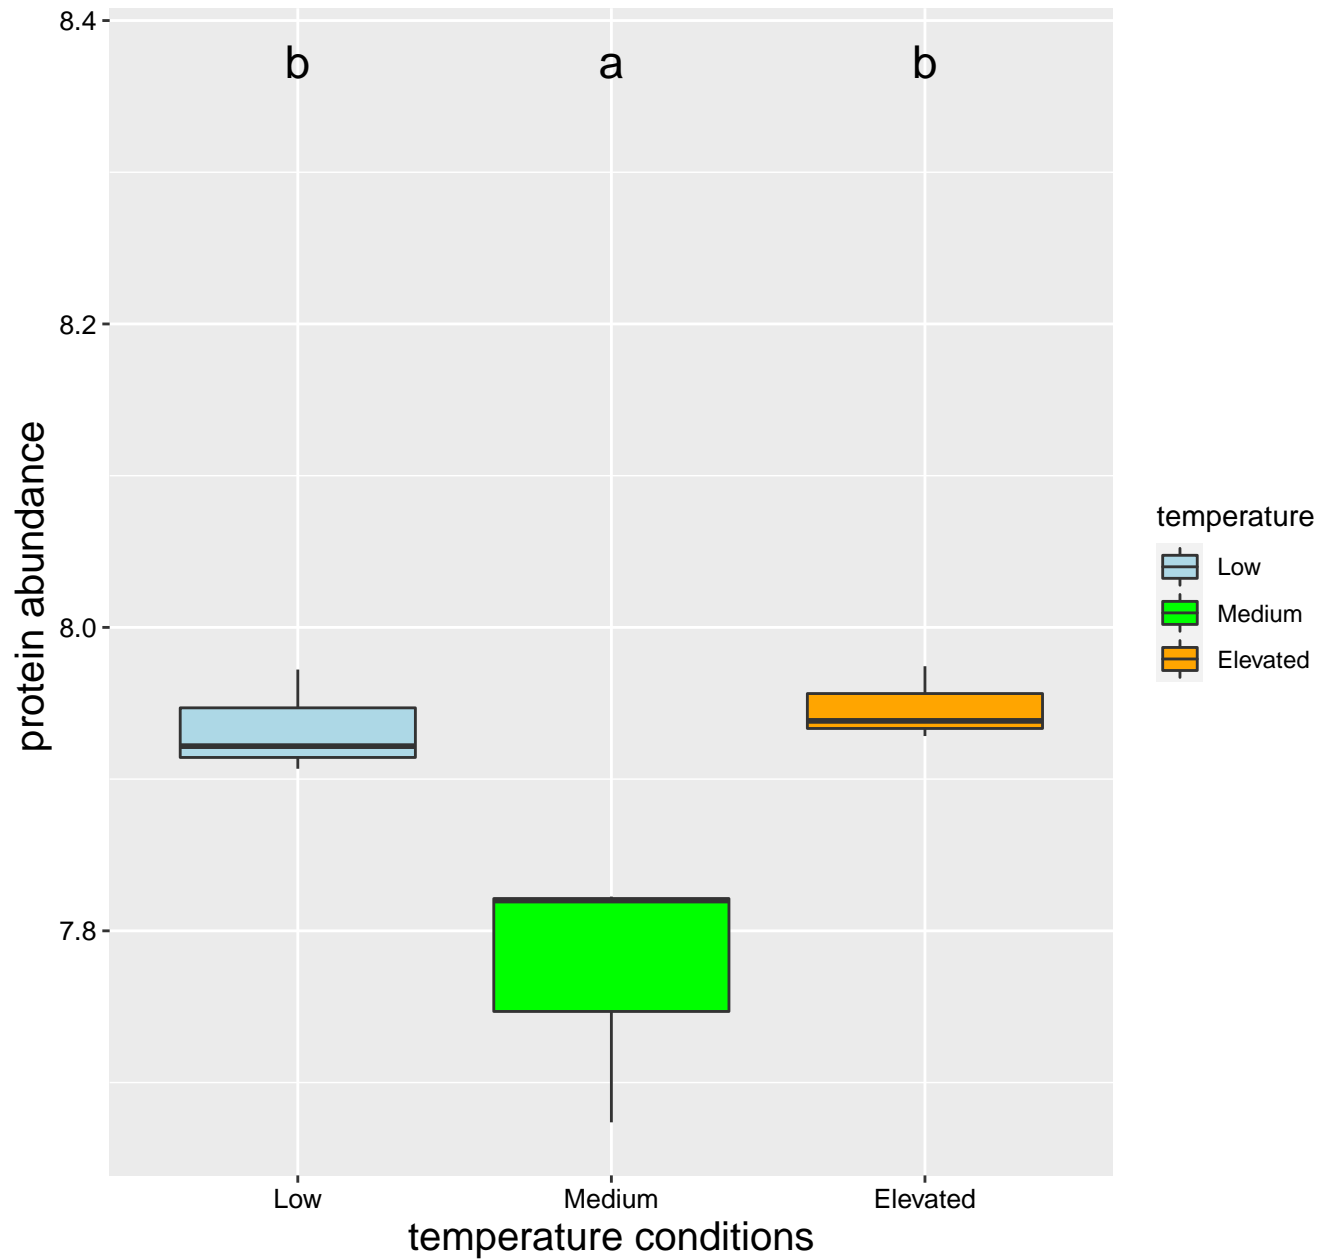 8.4
b a b
8.2
8.0
7.8
protein abundance
Low Medium Elevated
temperature conditions
temperature
Low
Medium
Elevated